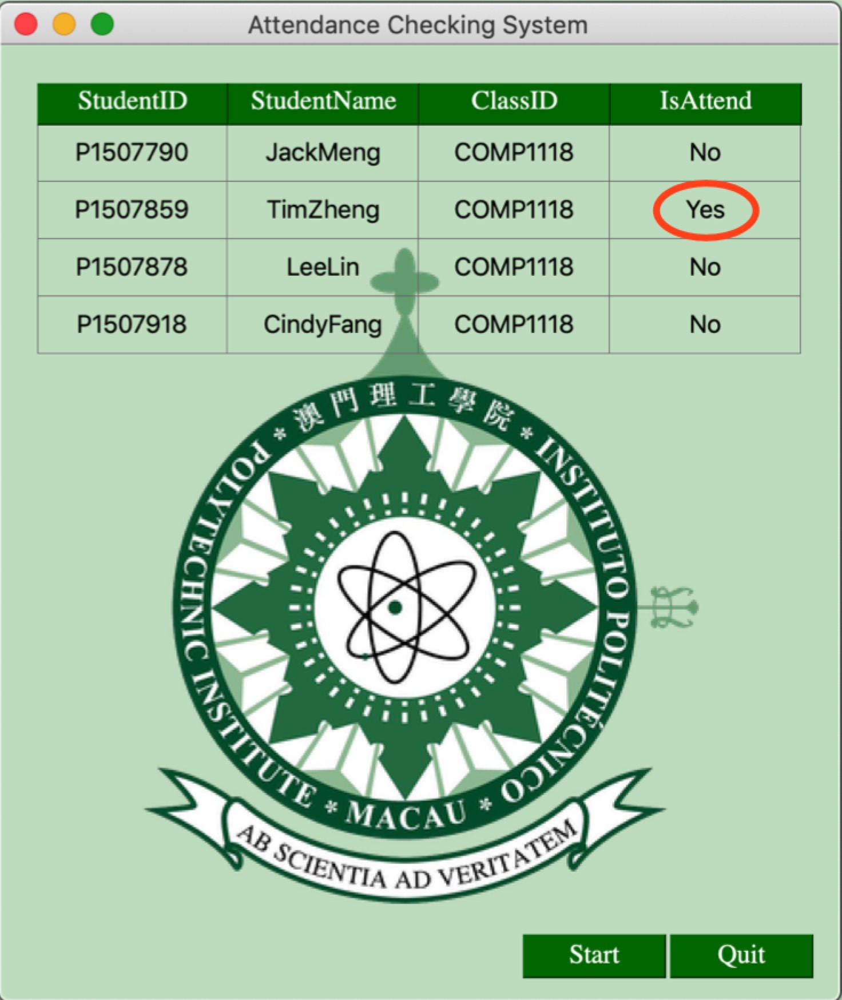 Attendance Checking System
StudentID StudentName ClassID IsAttend
P1507790 JackMeng COMP1118 No
P1507859 TimZheng COMP1118 Yes
P1507878 LeeLin COMP1118 No
P1507918 CindyFang COMP1118 No
澳門理工學院 * INSTITUTO POLITÉCNICO * MACAU * POLYTECHNIC INSTITUTE *
AB SCIENTIA AD VERITATEM
Start Quit